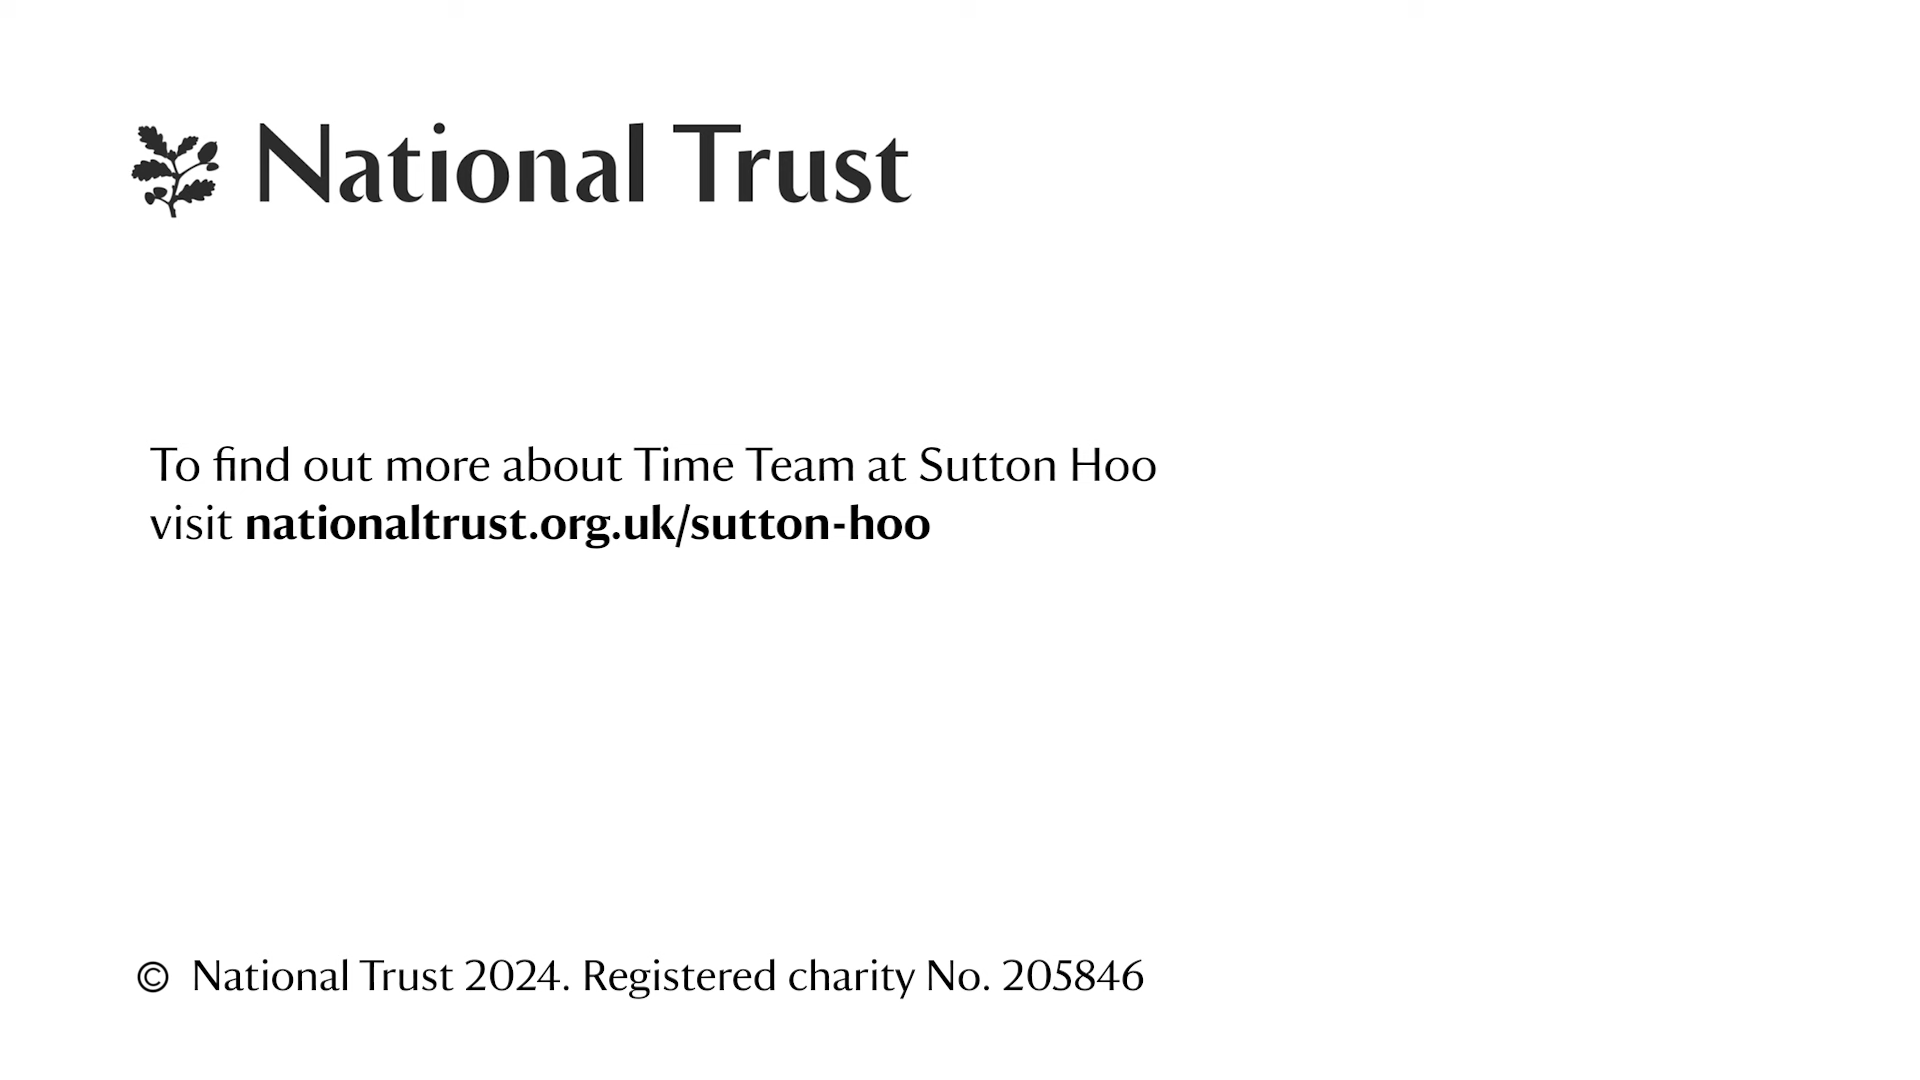 National Trust
To find out more about Time Team at Sutton Hoo
visit nationaltrust.org.uk/sutton-hoo
© National Trust 2024. Registered charity No. 205846